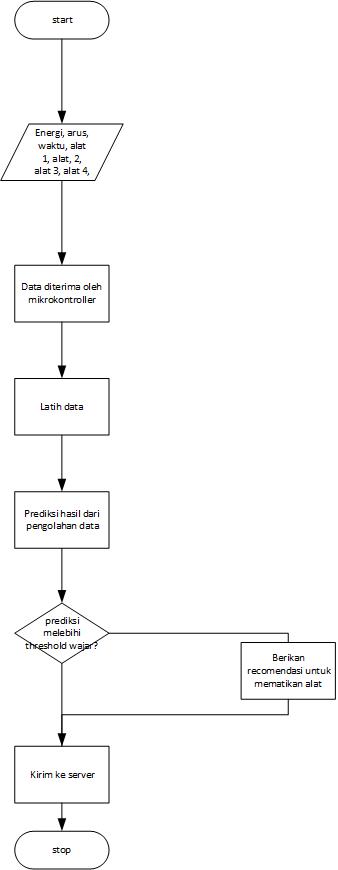 start
Energi, arus,
waktu, alat
1, alat, 2,
alat 3, alat 4,
Data diterima oleh
mikrokontroller
Latih data
Prediksi hasil dari
pengolahan data
prediksi
melebihi
threshold wajar?
Berikan
recomendasi untuk
mematikan alat
Kirim ke server
stop